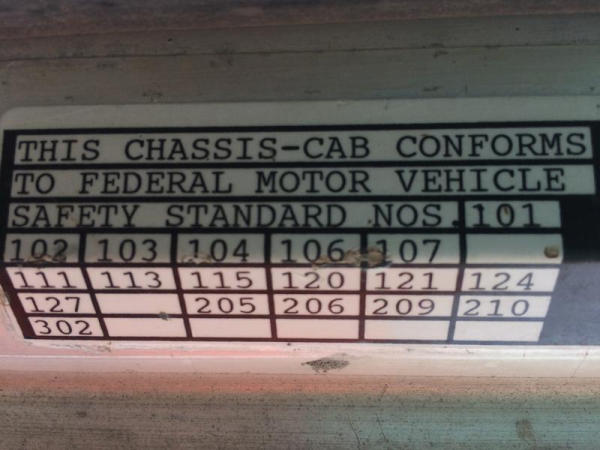 THIS CHASSIS-CAB CONFORMS
TO FEDERAL MOTOR VEHICLE
SAFETY STANDARD NOS.101
102 103 104 106 107
111 113 115 120 121 124
127 205 206 209 210
302